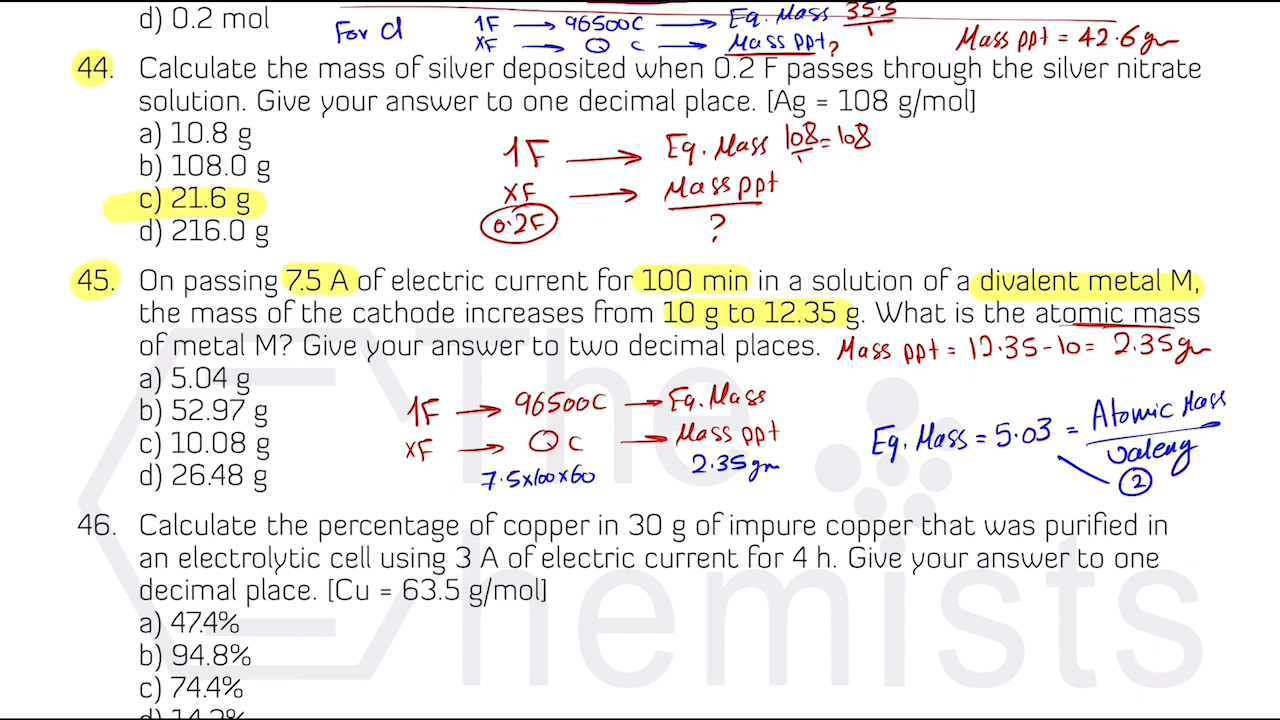 d) 0.2 mol
For d
1F → 96500C → Eq. Mass 35.5/1
XF → Q C → Mass ppt?
Mass ppt = 42.6 gm
44. Calculate the mass of silver deposited when 0.2 F passes through the silver nitrate
solution. Give your answer to one decimal place. [Ag = 108 g/mol]
a) 10.8 g
b) 108.0 g
c) 21.6 g
d) 216.0 g
1F → Eq. Mass 108/1 = 108
XF → Mass ppt
0.2F
?
45. On passing 7.5 A of electric current for 100 min in a solution of a divalent metal M,
the mass of the cathode increases from 10 g to 12.35 g. What is the atomic mass
of metal M? Give your answer to two decimal places.
Mass ppt = 12.35 - 10 = 2.35 gm
a) 5.04 g
b) 52.97 g
c) 10.08 g
d) 26.48 g
1F → 96500C → Eq. Mass
XF → Q C → Mass ppt
7.5x100x60
2.35 gm
Eq. Mass = 5.03 = Atomic Mass
valency
2
46. Calculate the percentage of copper in 30 g of impure copper that was purified in
an electrolytic cell using 3 A of electric current for 4 h. Give your answer to one
decimal place. [Cu = 63.5 g/mol]
a) 47.4%
b) 94.8%
c) 74.4%
d) 14.2%
The
Chemists